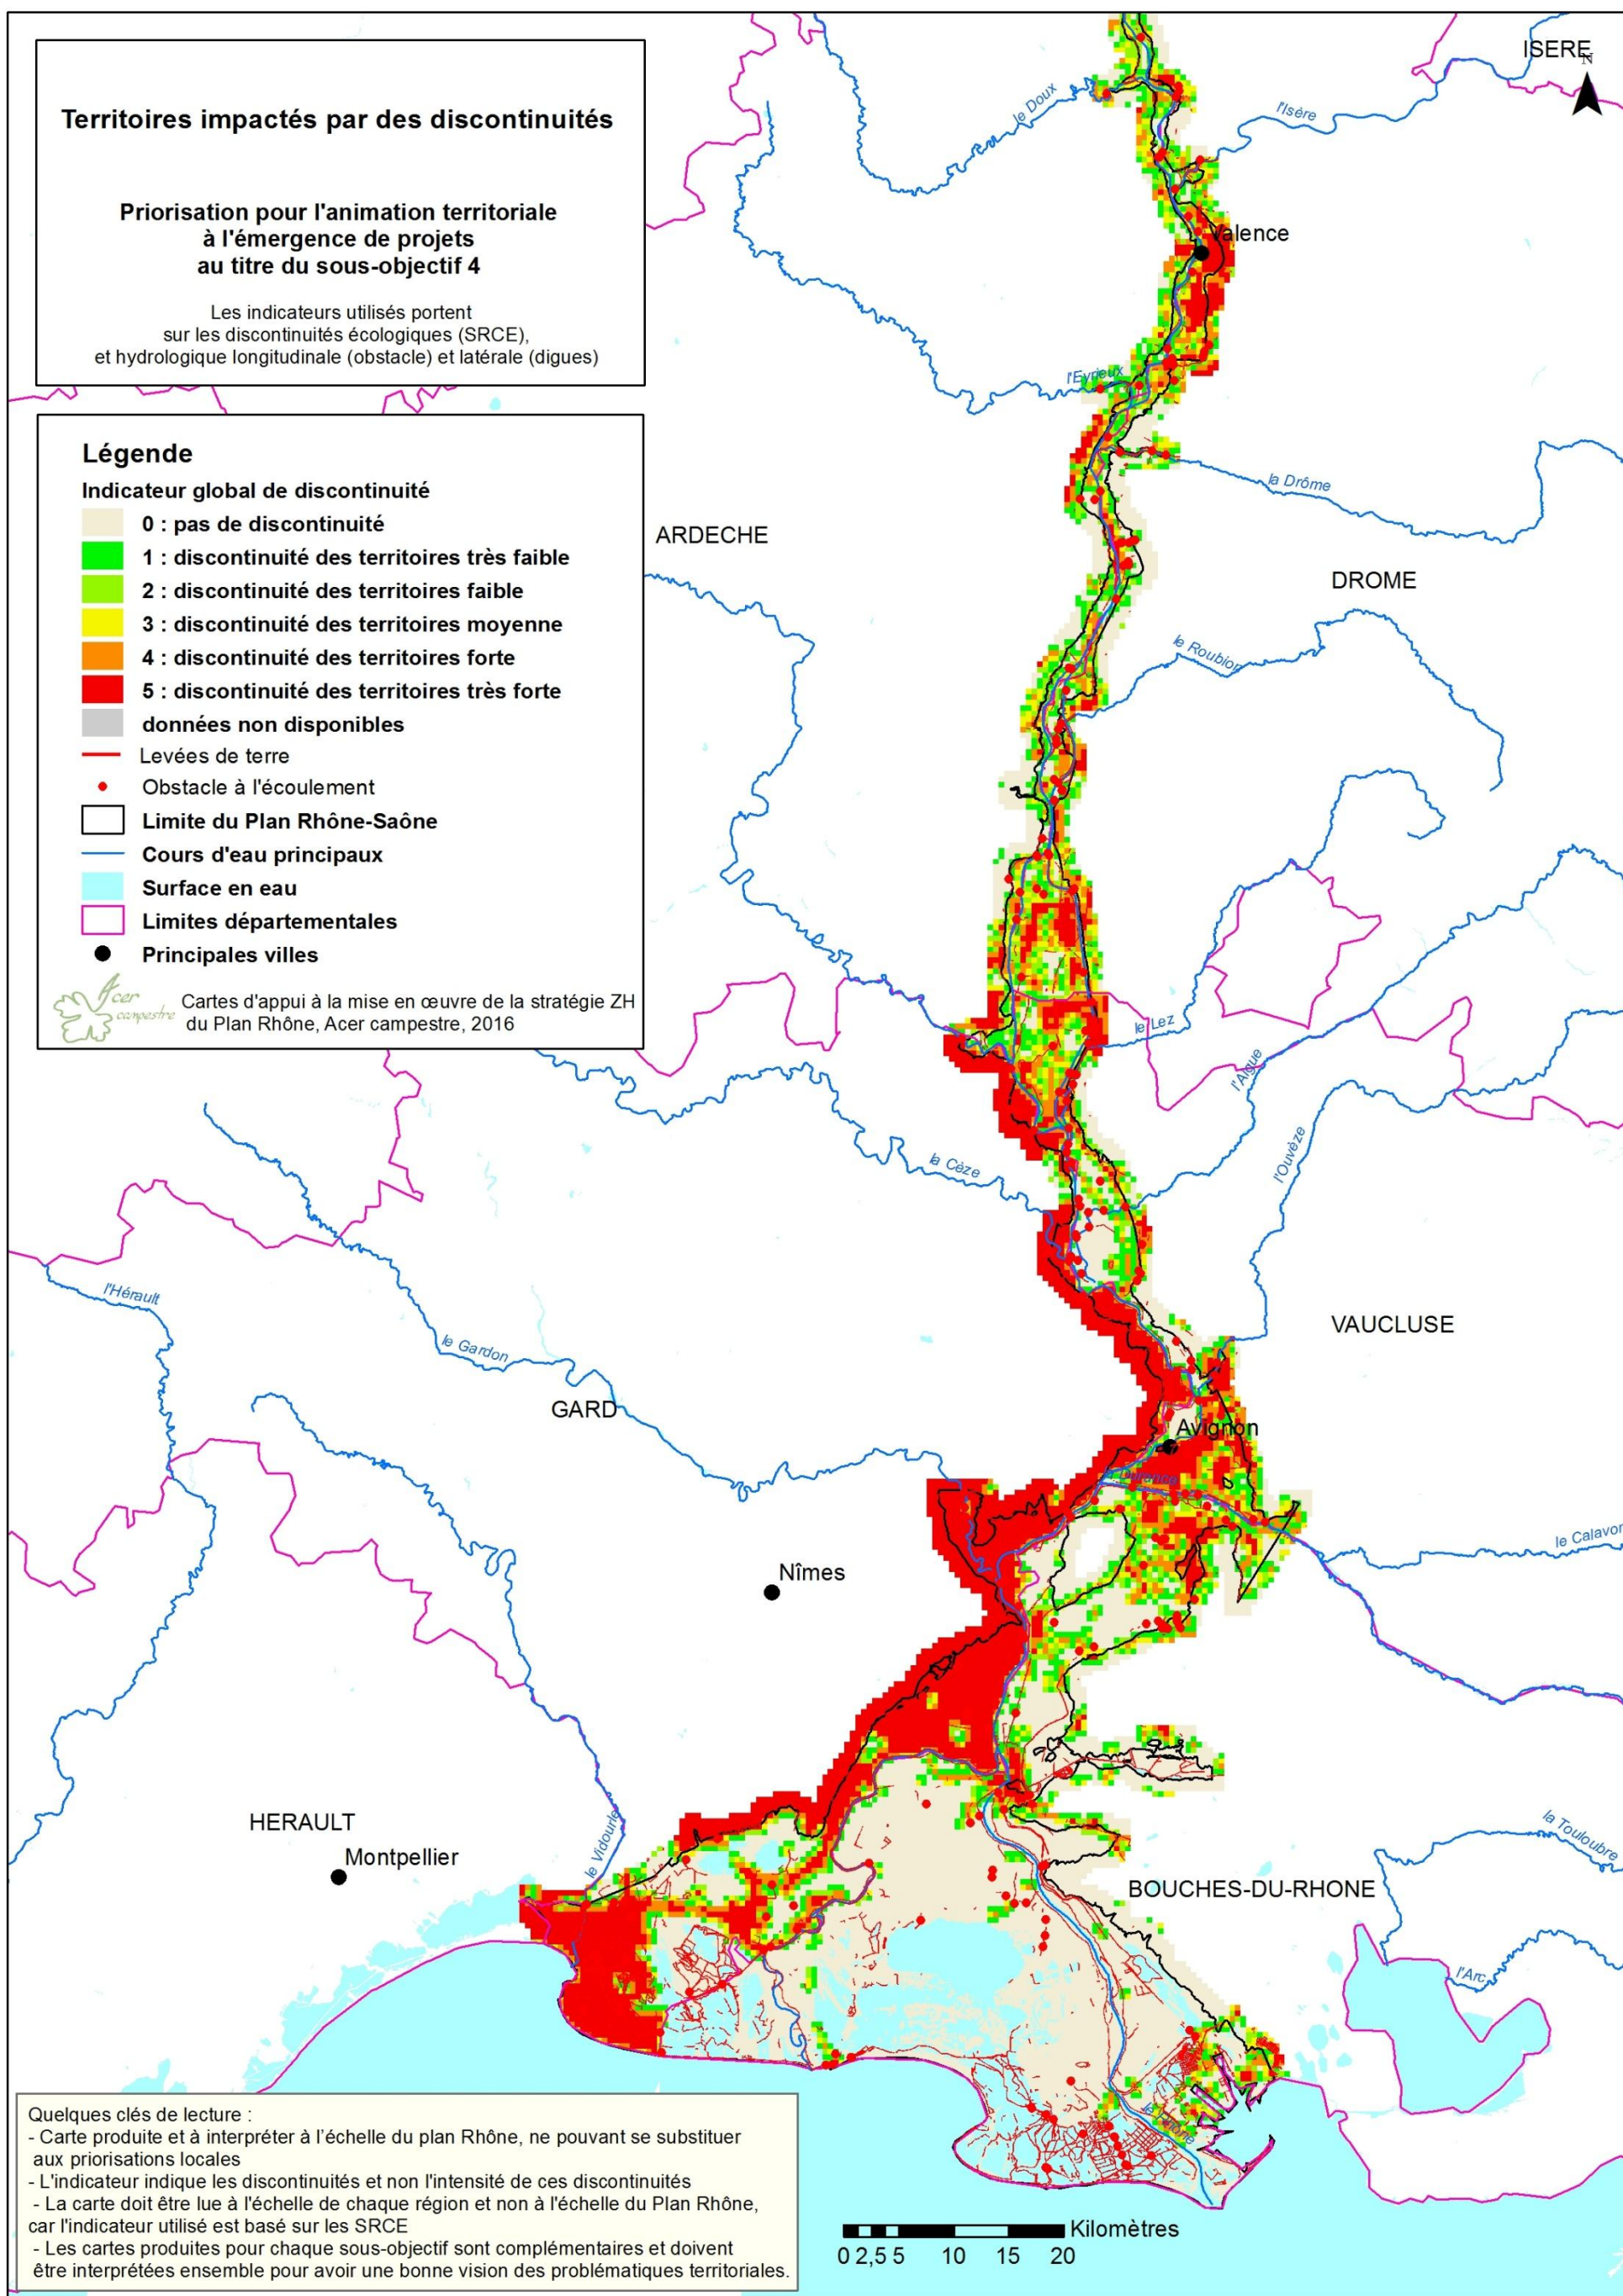 Territoires impactés par des discontinuités
Priorisation pour l'animation territoriale
à l'émergence de projets
au titre du sous-objectif 4
Les indicateurs utilisés portent
sur les discontinuités écologiques (SRCE),
et hydrologique longitudinale (obstacle) et latérale (digues)
Légende
Indicateur global de discontinuité
0 : pas de discontinuité
1 : discontinuité des territoires très faible
2 : discontinuité des territoires faible
3 : discontinuité des territoires moyenne
4 : discontinuité des territoires forte
5 : discontinuité des territoires très forte
données non disponibles
Levées de terre
Obstacle à l'écoulement
Limite du Plan Rhône-Saône
Cours d'eau principaux
Surface en eau
Limites départementales
Principales villes
Acer
campestre
Cartes d'appui à la mise en œuvre de la stratégie ZH
du Plan Rhône, Acer campestre, 2016
ISERE
N
le Doux
l'Isère
Valence
l'Eyrieux
la Drôme
ARDECHE
DROME
le Roubion
le Lez
l'Aigue
l'Ouvèze
la Cèze
l'Hérault
le Gardon
VAUCLUSE
GARD
Avignon
la Durance
le Calavon
Nîmes
HERAULT
Montpellier
le Vidourle
la Touloubre
BOUCHES-DU-RHONE
l'Arc
le Rhône
Quelques clés de lecture :
- Carte produite et à interpréter à l'échelle du plan Rhône, ne pouvant se substituer
aux priorisations locales
- L'indicateur indique les discontinuités et non l'intensité de ces discontinuités
- La carte doit être lue à l'échelle de chaque région et non à l'échelle du Plan Rhône,
car l'indicateur utilisé est basé sur les SRCE
- Les cartes produites pour chaque sous-objectif sont complémentaires et doivent
être interprétées ensemble pour avoir une bonne vision des problématiques territoriales.
Kilomètres
0 2,5 5 10 15 20